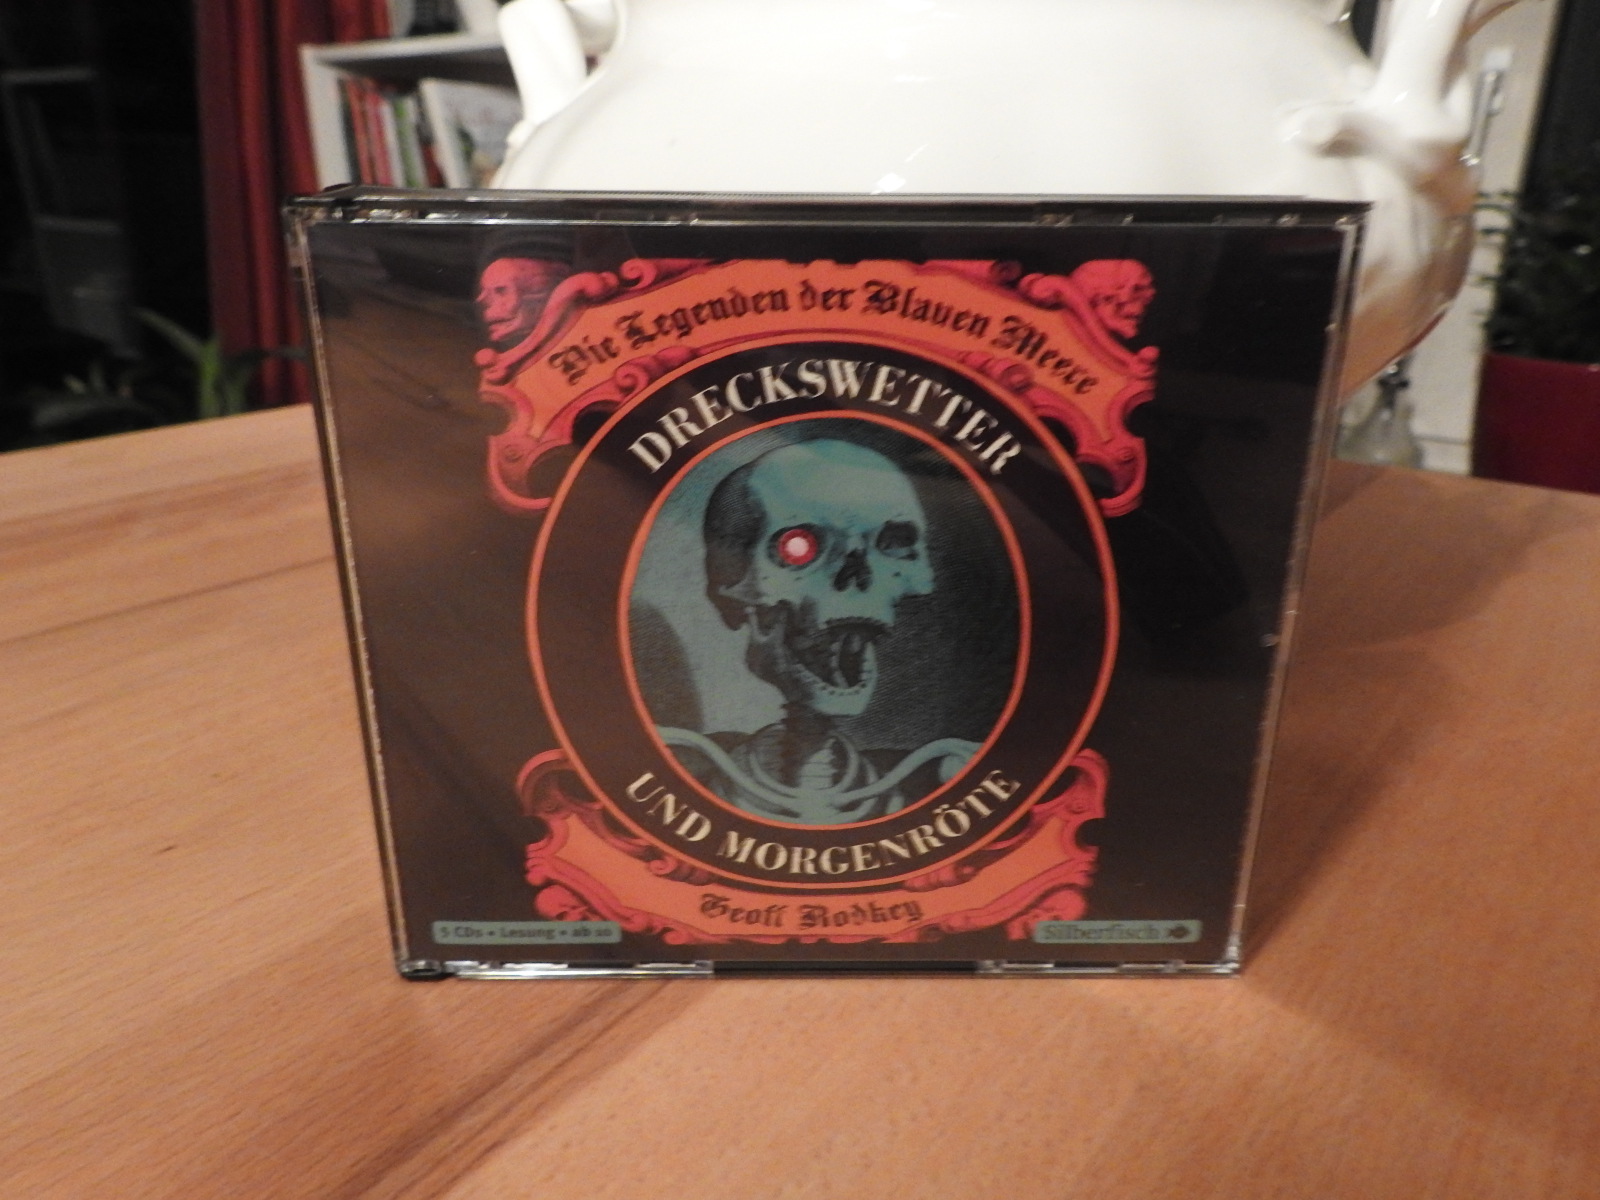 Die Legenden der Blauen Meere
DRECKSWETTER
UND MORGENRÖTE
Geoff Rodkey
5 CDs • Lesung • ab 10
Silberfisch